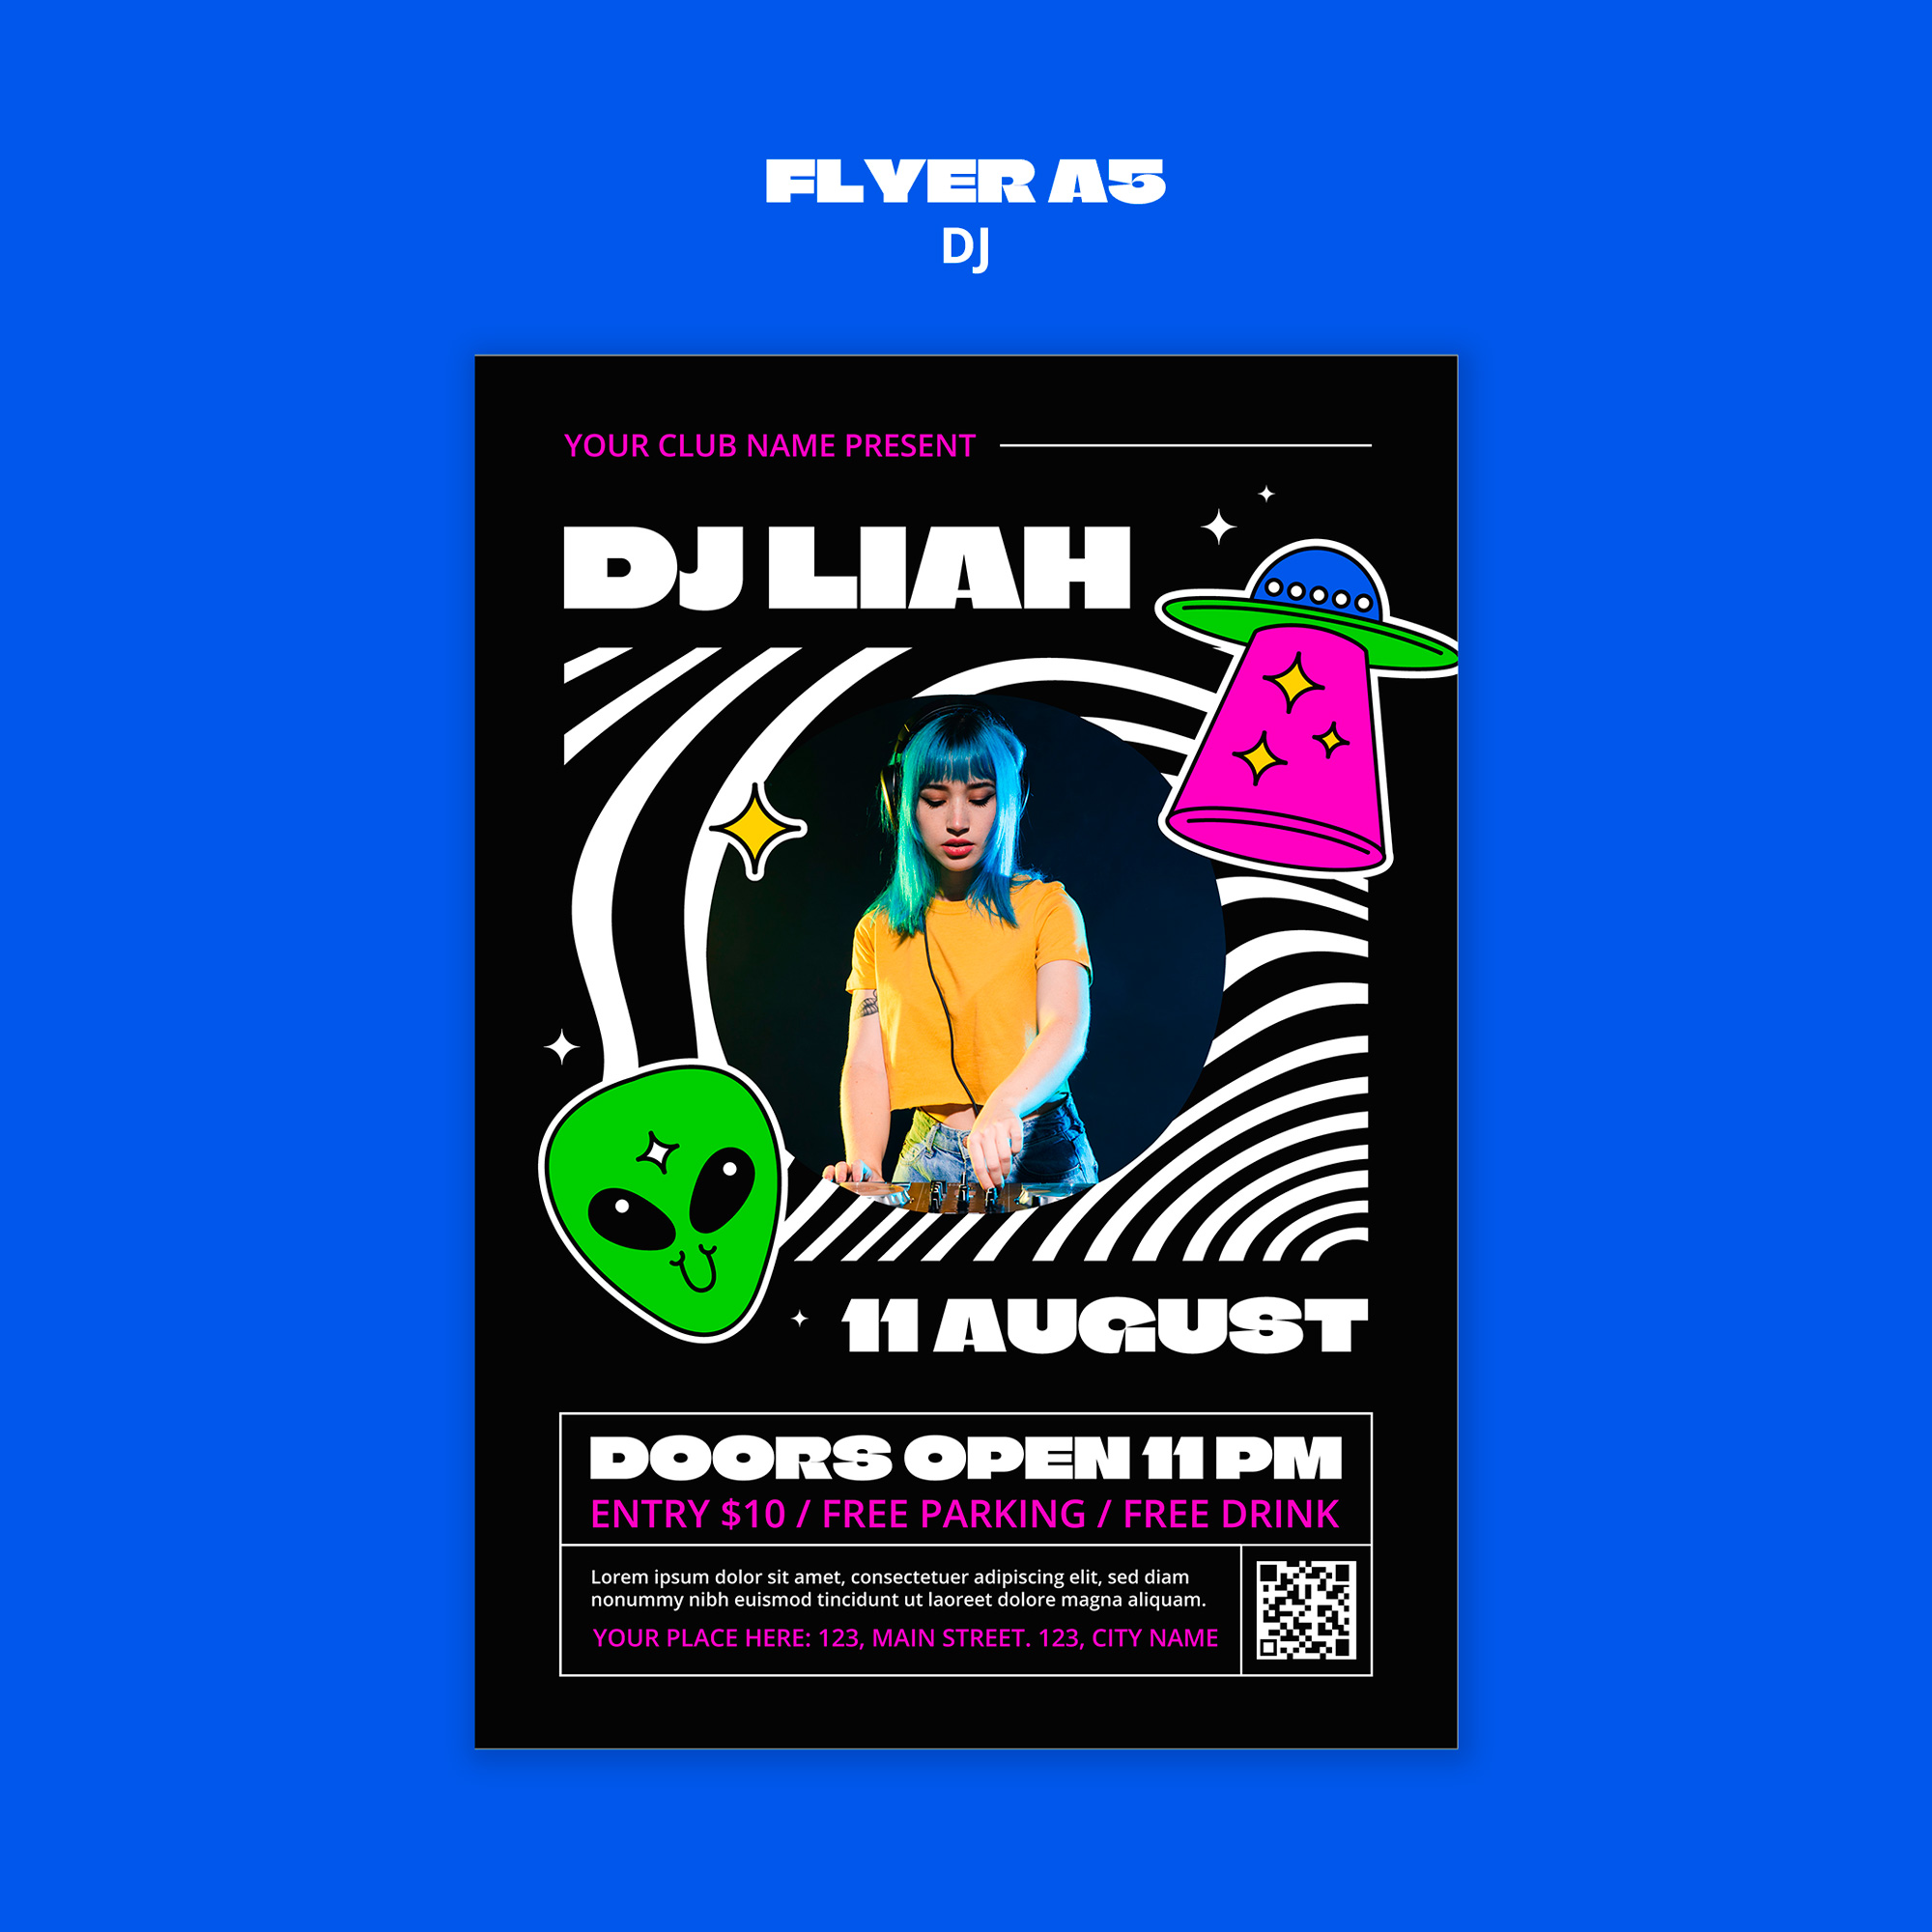 FLYER A5
DJ
YOUR CLUB NAME PRESENT
DJ LIAH
11 AUGUST
DOORS OPEN 11 PM
ENTRY $10 / FREE PARKING / FREE DRINK
Lorem ipsum dolor sit amet, consectetuer adipiscing elit, sed diam
nonummy nibh euismod tincidunt ut laoreet dolore magna aliquam.
YOUR PLACE HERE: 123, MAIN STREET. 123, CITY NAME